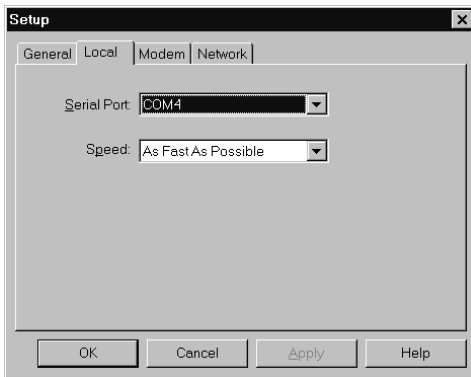 Setup
General Local Modem Network
Serial Port: COM4
Speed: As Fast As Possible
OK Cancel Apply Help